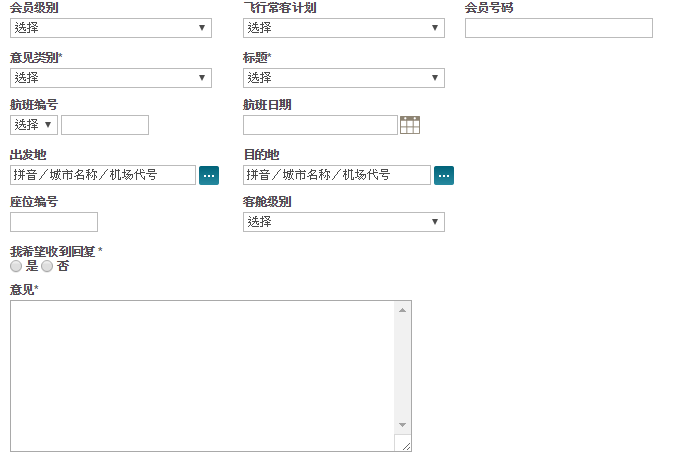 会员级别 飞行常客计划 会员号码
选择 选择
意见类别* 标题*
选择 选择
航班编号 航班日期
选择
出发地 目的地
拼音／城市名称／机场代号 拼音／城市名称／机场代号
座位编号 客舱级别
选择
我希望收到回复 *
是 否
意见*